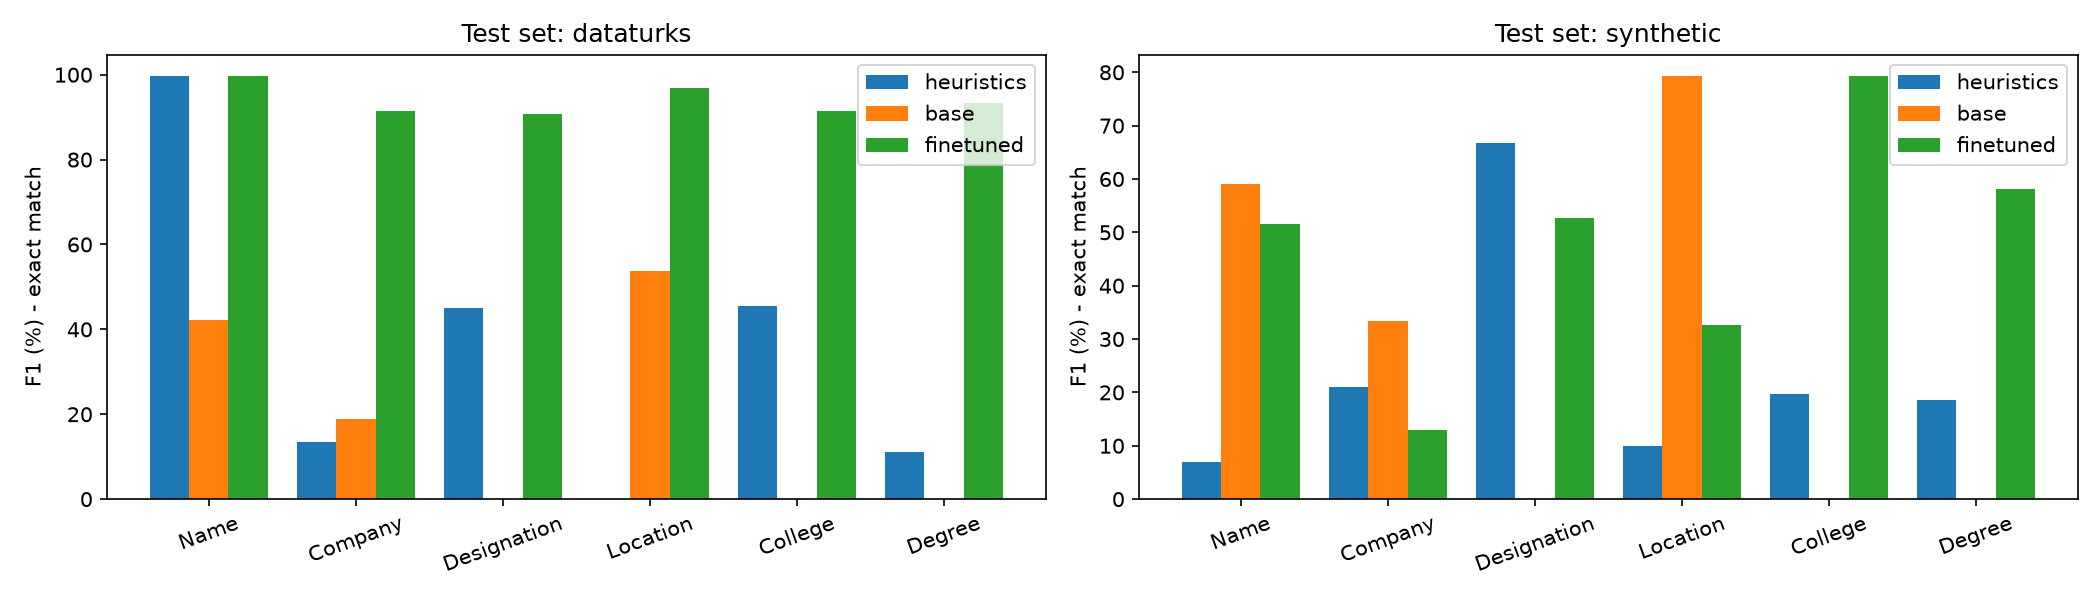 Test set: dataturks
F1 (%) - exact match
100
80
60
40
20
0
heuristics
base
finetuned
Name
Company
Designation
Location
College
Degree
Test set: synthetic
F1 (%) - exact match
80
70
60
50
40
30
20
10
0
heuristics
base
finetuned
Name
Company
Designation
Location
College
Degree